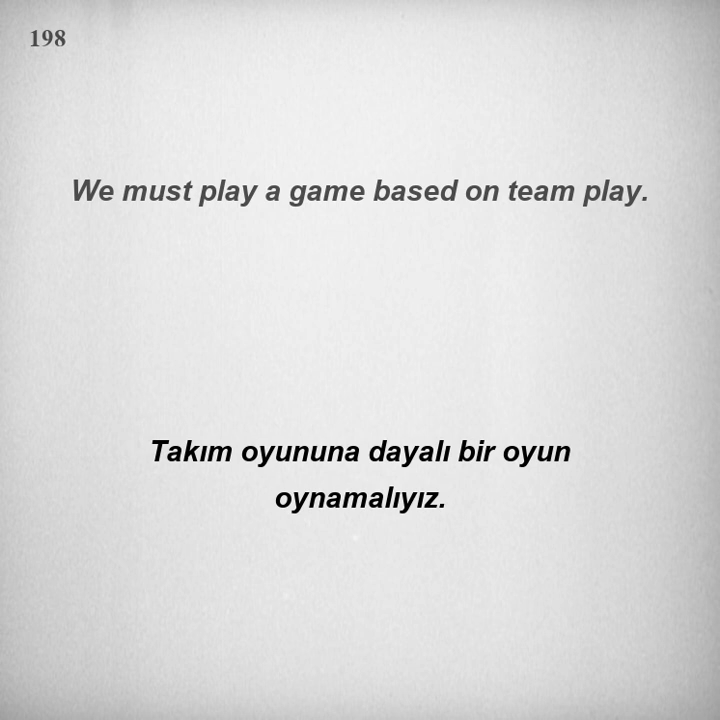 198
We must play a game based on team play.
Takım oyununa dayalı bir oyun
oynamalıyız.